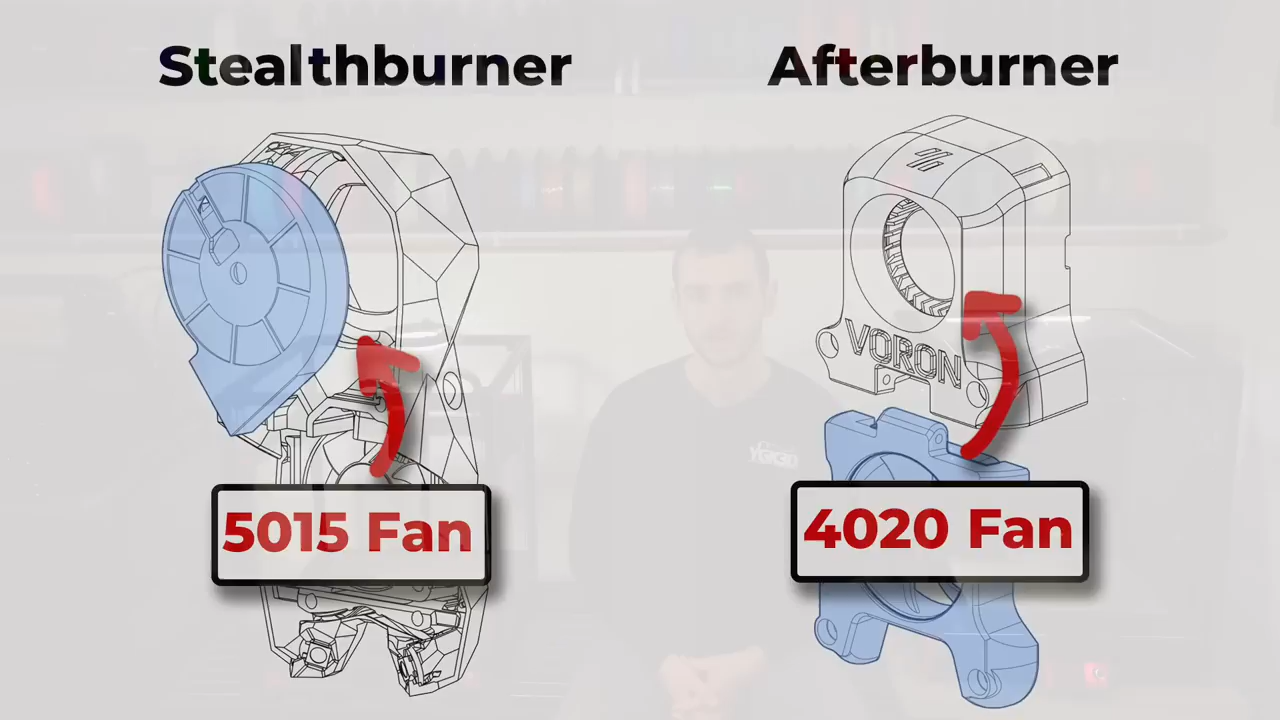 Stealthburner
Afterburner
VORON
5015 Fan
4020 Fan